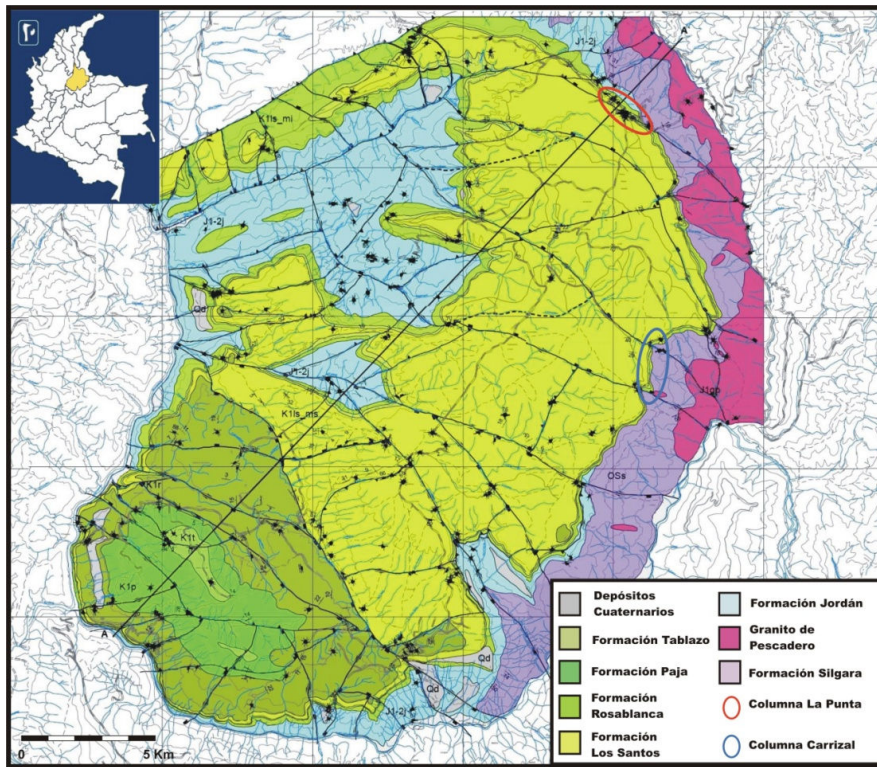 A'
J1-2j
K1ls_mi
J1-2j
Qd
J1-2j
K1ls_ms
J1gp
OSs
K1r
K1t
K1p
A
Qd
Qd
J1-2j
0 5 Km
Depósitos
Cuaternarios
Formación Tablazo
Formación Paja
Formación
Rosablanca
Formación
Los Santos
Formación Jordán
Granito de
Pescadero
Formación Silgara
Columna La Punta
Columna Carrizal